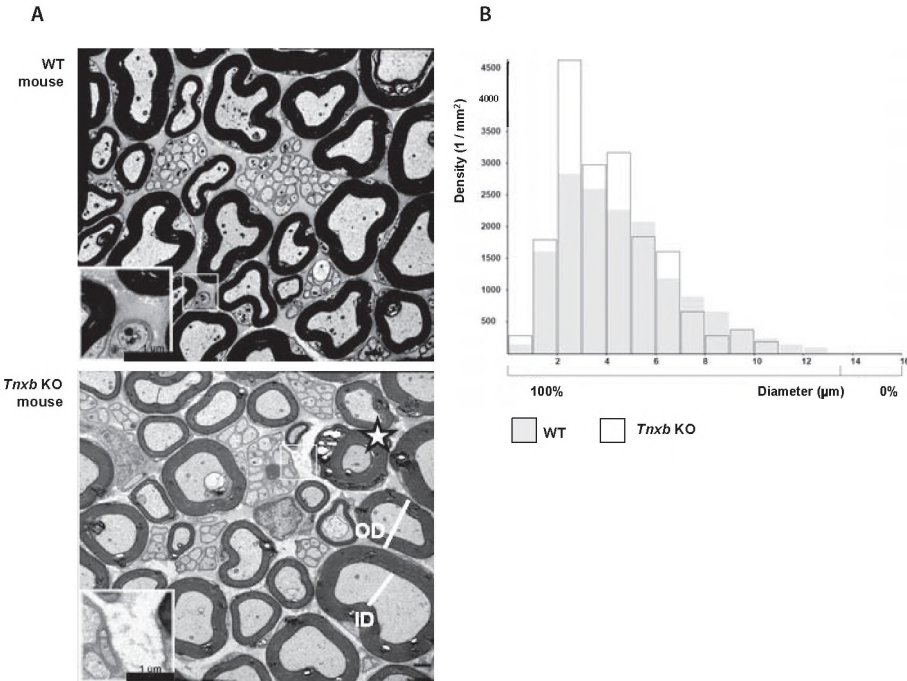 A
WT
mouse
1 μm
Tnxb KO
mouse
OD
ID
1 μm
B
Density (1 / mm²)
4500
4000
3500
3000
2500
2000
1500
1000
500
2 4 6 8 10 12 14 16
100% Diameter (μm) 0%
WT Tnxb KO